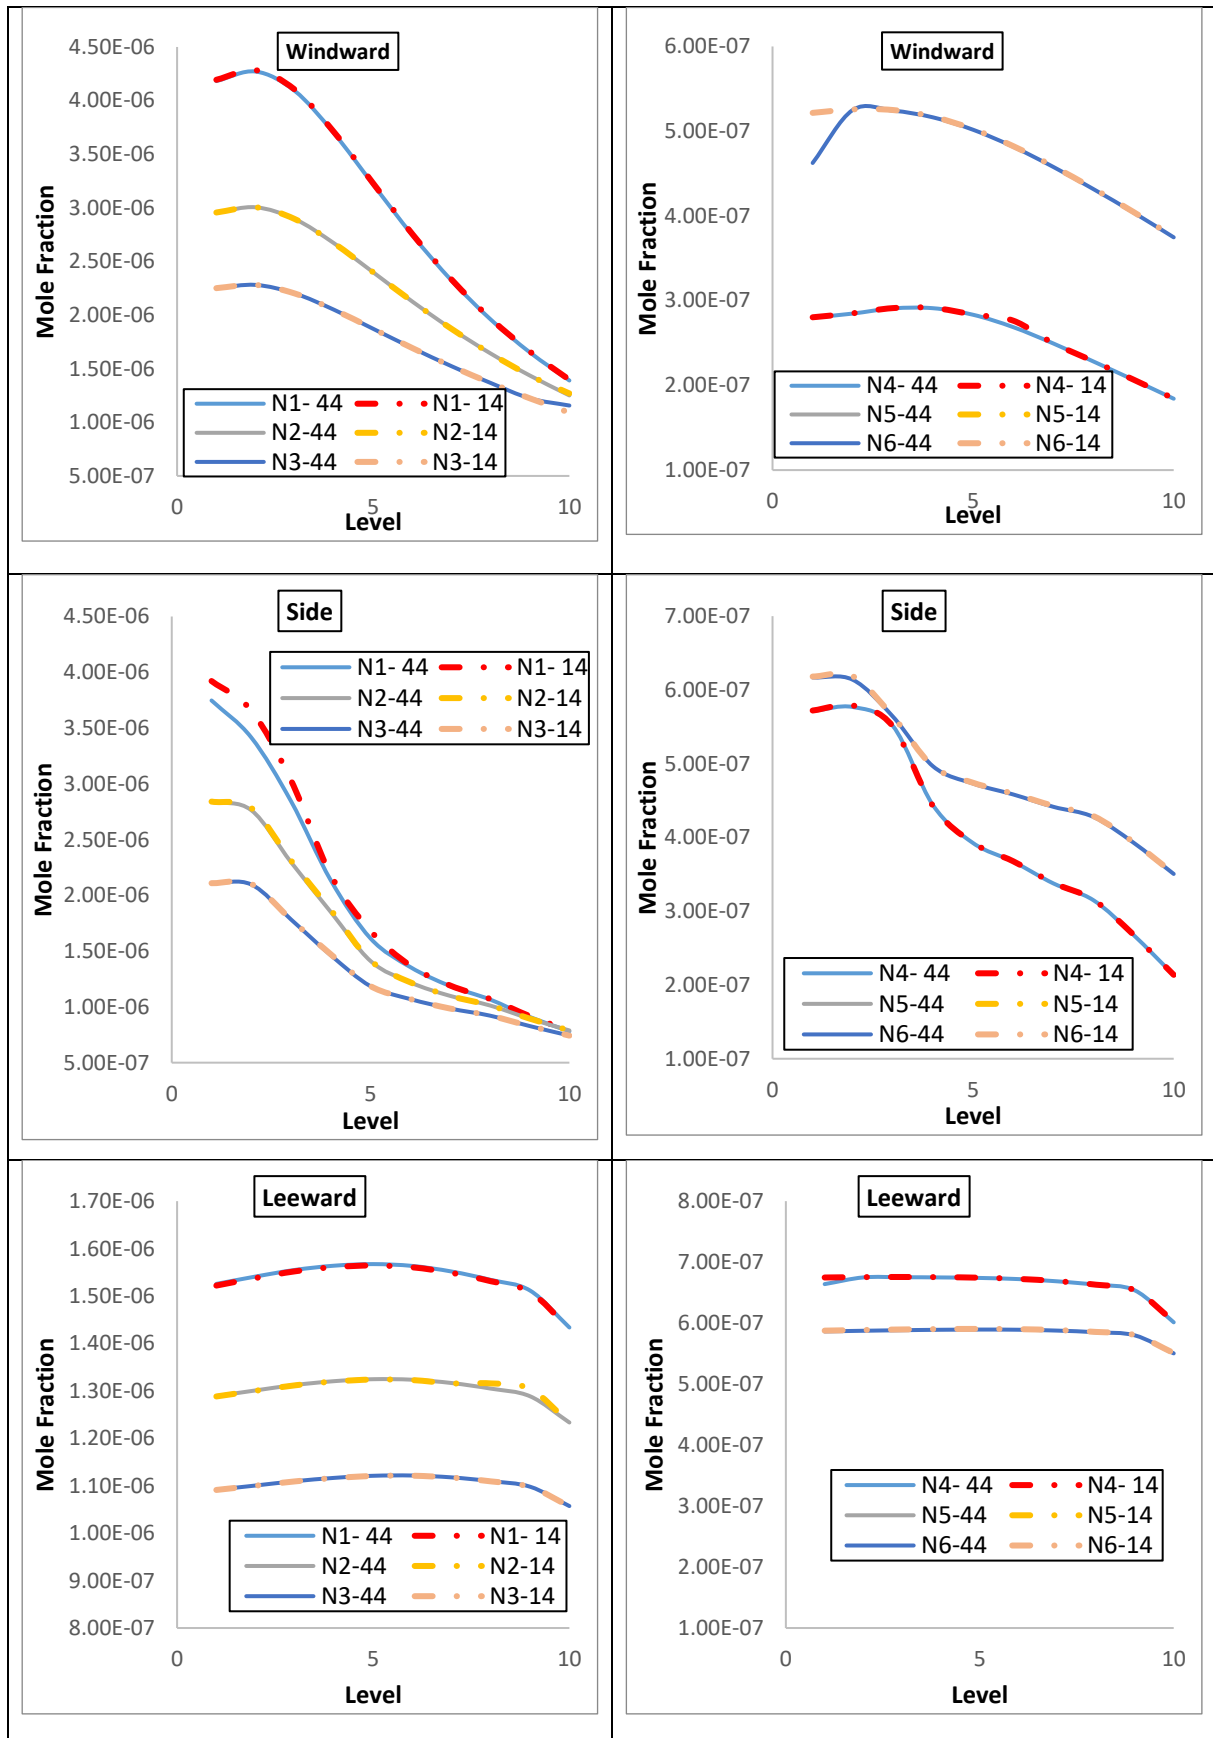 Windward
4.50E-06
4.00E-06
3.50E-06
3.00E-06
2.50E-06
2.00E-06
1.50E-06
1.00E-06
5.00E-07
Mole Fraction
N1- 44 N1- 14
N2-44 N2-14
N3-44 N3-14
0 5 10
Level
Windward
6.00E-07
5.00E-07
4.00E-07
3.00E-07
2.00E-07
1.00E-07
Mole Fraction
N4- 44 N4- 14
N5-44 N5-14
N6-44 N6-14
0 5 10
Level
Side
4.50E-06
4.00E-06
3.50E-06
3.00E-06
2.50E-06
2.00E-06
1.50E-06
1.00E-06
5.00E-07
Mole Fraction
N1- 44 N1- 14
N2-44 N2-14
N3-44 N3-14
0 5 10
Level
Side
7.00E-07
6.00E-07
5.00E-07
4.00E-07
3.00E-07
2.00E-07
1.00E-07
Mole Fraction
N4- 44 N4- 14
N5-44 N5-14
N6-44 N6-14
0 5 10
Level
Leeward
1.70E-06
1.60E-06
1.50E-06
1.40E-06
1.30E-06
1.20E-06
1.10E-06
1.00E-06
9.00E-07
8.00E-07
Mole Fraction
N1- 44 N1- 14
N2-44 N2-14
N3-44 N3-14
0 5 10
Level
Leeward
8.00E-07
7.00E-07
6.00E-07
5.00E-07
4.00E-07
3.00E-07
2.00E-07
1.00E-07
Mole Fraction
N4- 44 N4- 14
N5-44 N5-14
N6-44 N6-14
0 5 10
Level